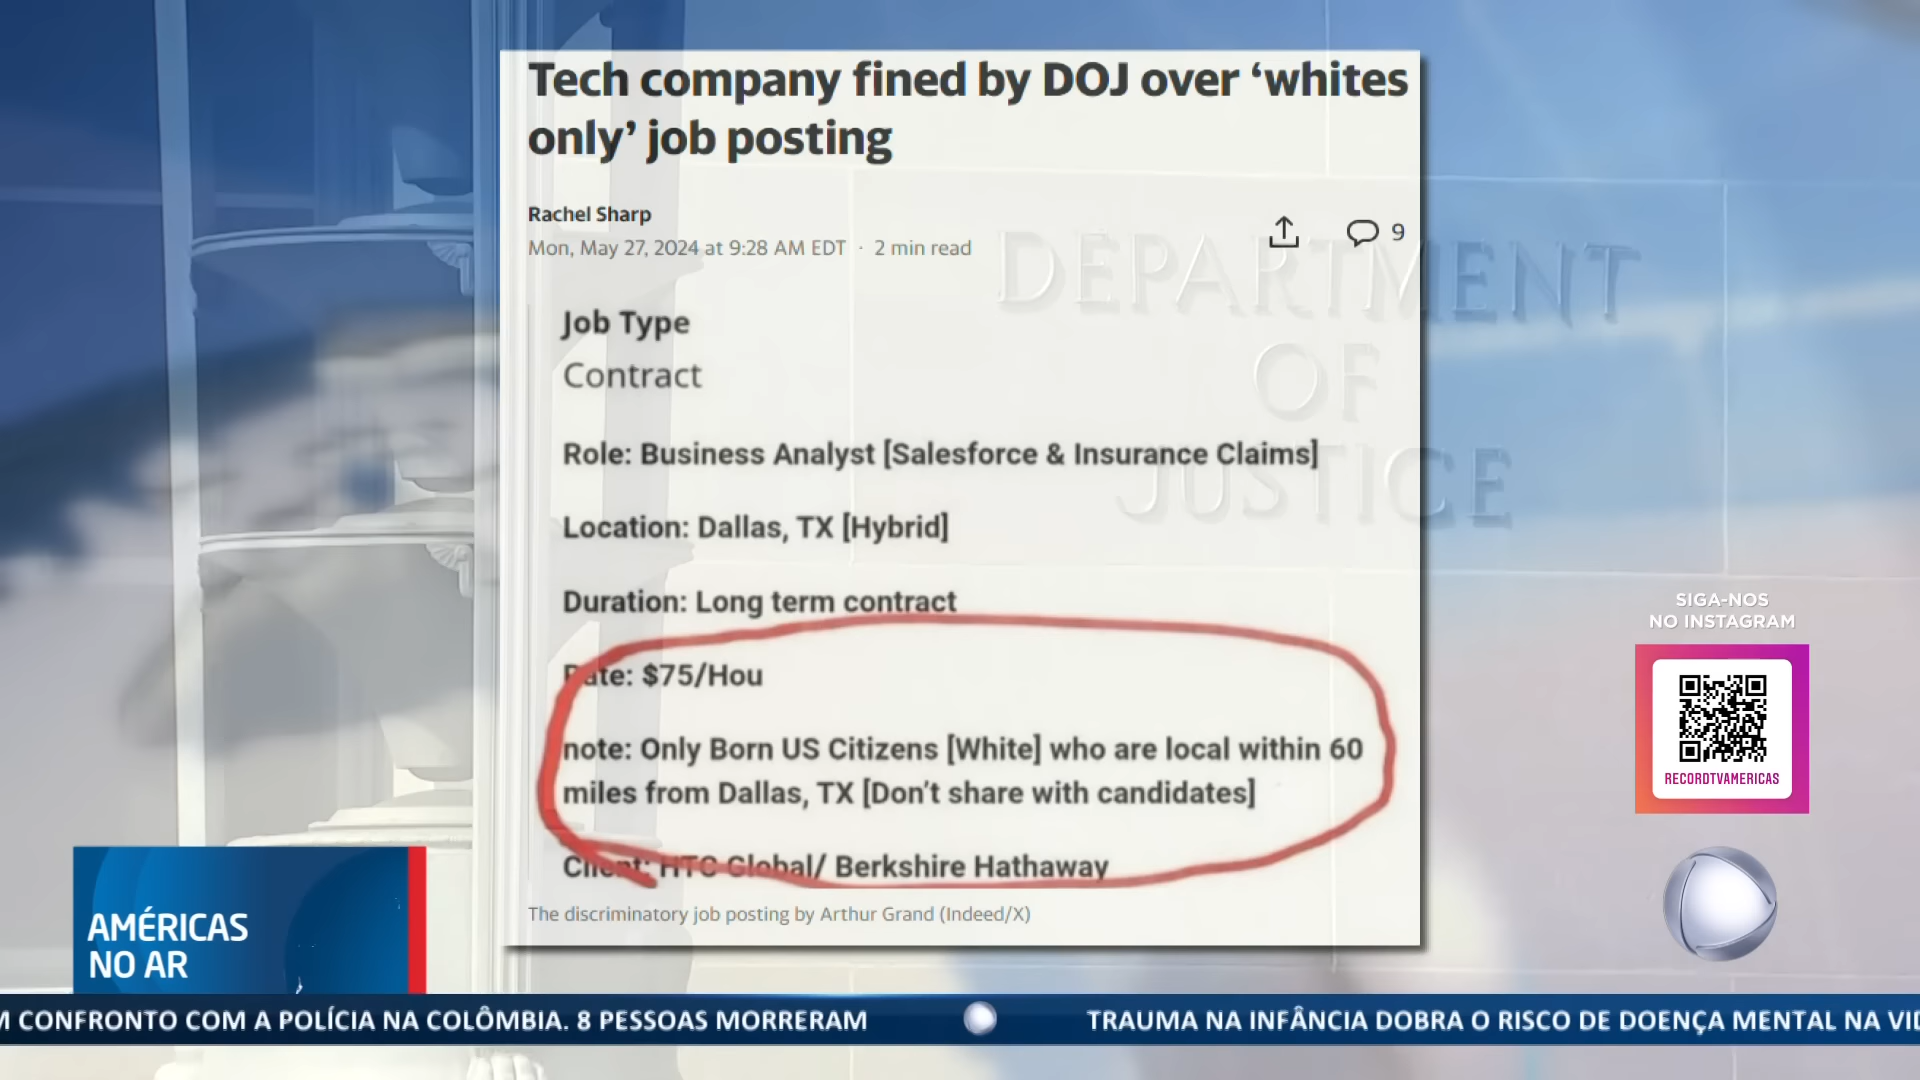 Tech company fined by DOJ over ‘whites
only’ job posting
Rachel Sharp
Mon, May 27, 2024 at 9:28 AM EDT · 2 min read
9
DEPARTMENT
OF
JUSTICE
Job Type
Contract
Role: Business Analyst [Salesforce & Insurance Claims]
Location: Dallas, TX [Hybrid]
Duration: Long term contract
Rate: $75/Hou
note: Only Born US Citizens [White] who are local within 60
miles from Dallas, TX [Don’t share with candidates]
Client: HTC Global/ Berkshire Hathaway
The discriminatory job posting by Arthur Grand (Indeed/X)
SIGA-NOS
NO INSTAGRAM
RECORDTVAMERICAS
AMÉRICAS
NO AR
M CONFRONTO COM A POLÍCIA NA COLÔMBIA. 8 PESSOAS MORRERAM
TRAUMA NA INFÂNCIA DOBRA O RISCO DE DOENÇA MENTAL NA VID